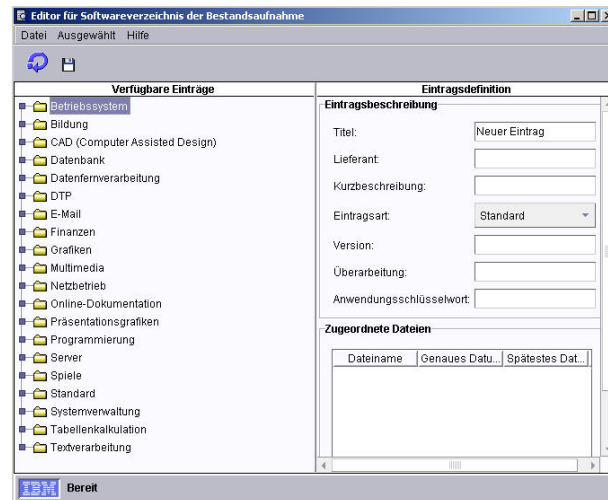 Editor für Softwareverzeichnis der Bestandsaufnahme
Datei Ausgewählt Hilfe
Verfügbare Einträge
Betriebssystem
Bildung
CAD (Computer Assisted Design)
Datenbank
Datenfernverarbeitung
DTP
E-Mail
Finanzen
Grafiken
Multimedia
Netzbetrieb
Online-Dokumentation
Präsentationsgrafiken
Programmierung
Server
Spiele
Standard
Systemverwaltung
Tabellenkalkulation
Textverarbeitung
Eintragsdefinition
Eintragsbeschreibung
Titel: Neuer Eintrag
Lieferant:
Kurzbeschreibung:
Eintragsart: Standard
Version:
Überarbeitung:
Anwendungsschlüsselwort:
Zugeordnete Dateien
Dateiname Genaues Datu... Spätestes Dat...
IBM Bereit